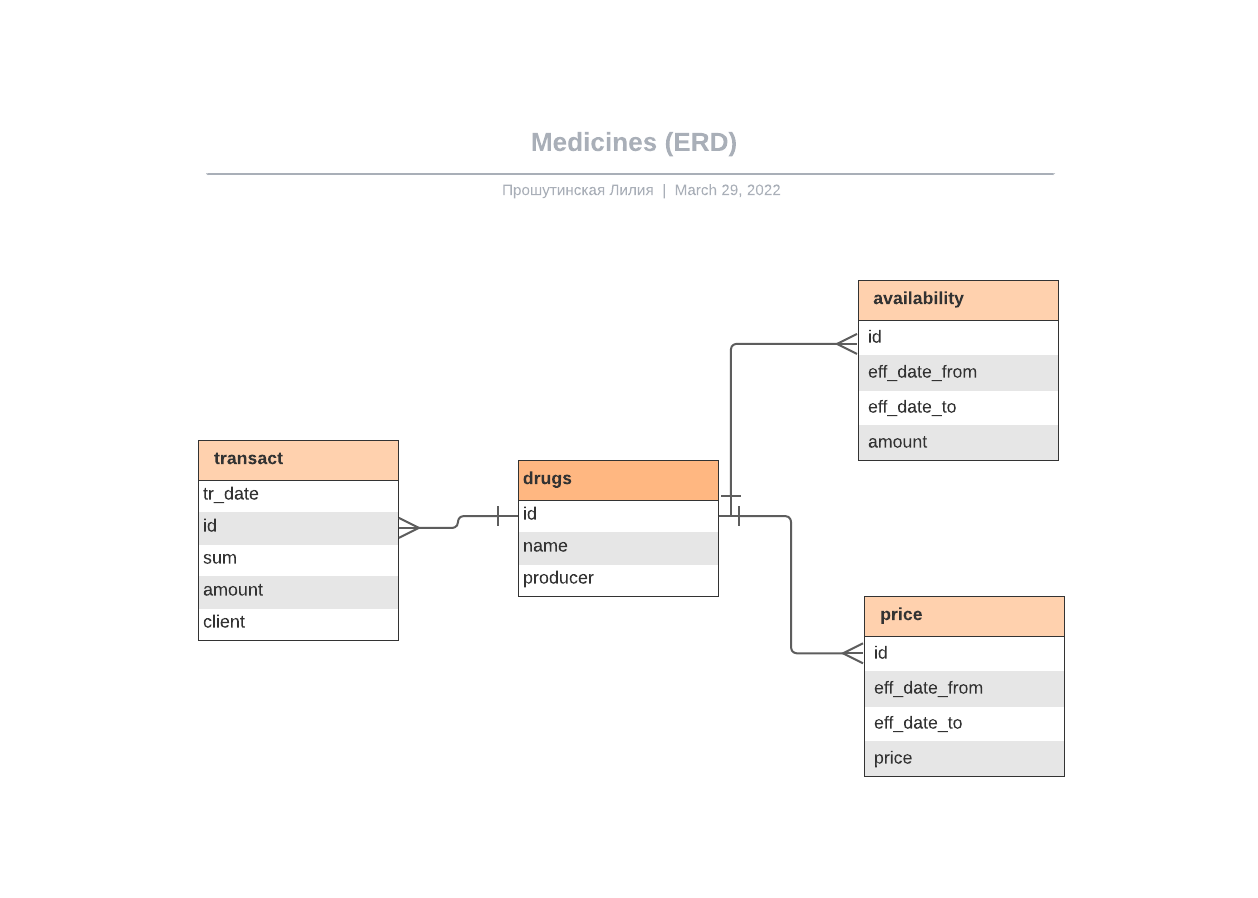 Medicines (ERD)
Прошутинская Лилия | March 29, 2022
availability
id
eff_date_from
eff_date_to
amount
transact
tr_date
id
sum
amount
client
drugs
id
name
producer
price
id
eff_date_from
eff_date_to
price